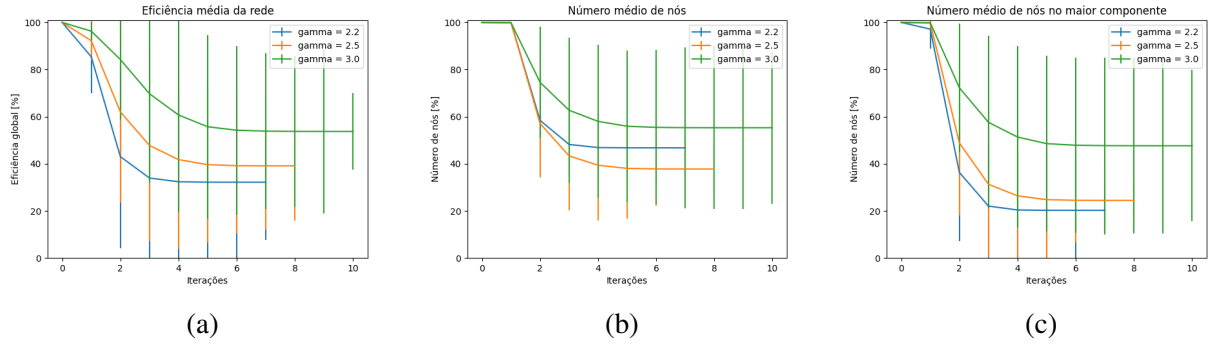 Eficiência média da rede
gamma = 2.2
gamma = 2.5
gamma = 3.0
Eficiência global [%]
100
80
60
40
20
0
0 2 4 6 8 10
Iterações
(a)
Número médio de nós
gamma = 2.2
gamma = 2.5
gamma = 3.0
Número de nós [%]
100
80
60
40
20
0
0 2 4 6 8 10
Iterações
(b)
Número médio de nós no maior componente
gamma = 2.2
gamma = 2.5
gamma = 3.0
Número de nós [%]
100
80
60
40
20
0
0 2 4 6 8 10
Iterações
(c)